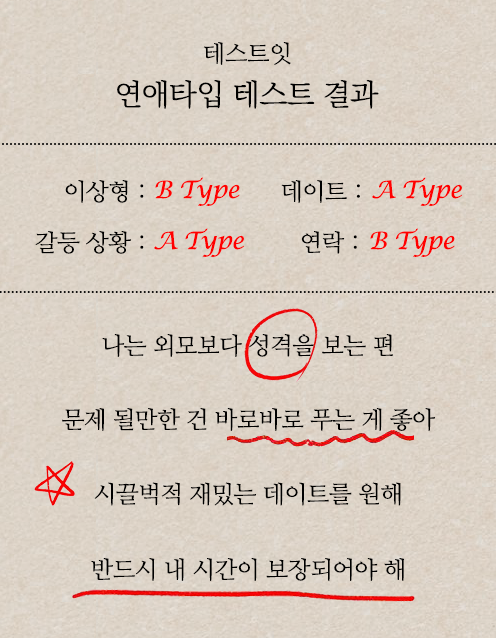 테스트잇
연애타입 테스트 결과
이상형 : B Type 데이트 : A Type
갈등 상황 : A Type 연락 : B Type
나는 외모보다 성격을 보는 편
문제 될만한 건 바로바로 푸는 게 좋아
시끌벅적 재밌는 데이트를 원해
반드시 내 시간이 보장되어야 해